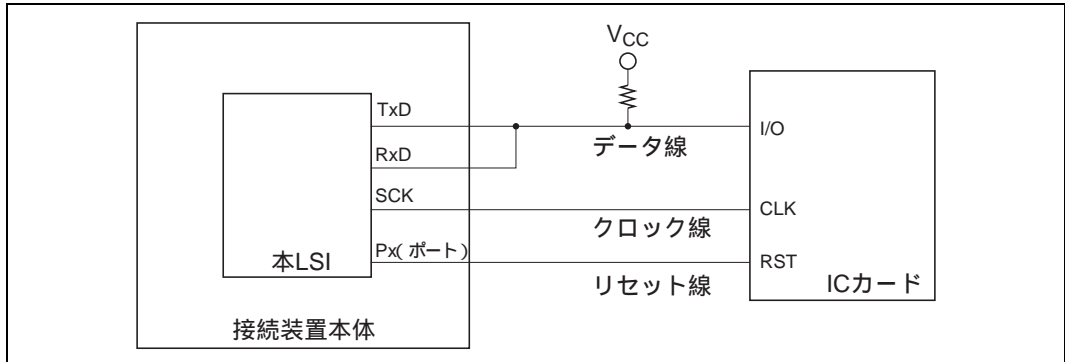 VCC
TxD
I/O
データ線
RxD
SCK
CLK
クロック線
Px(ポート)
RST
本LSI
リセット線
ICカード
接続装置本体